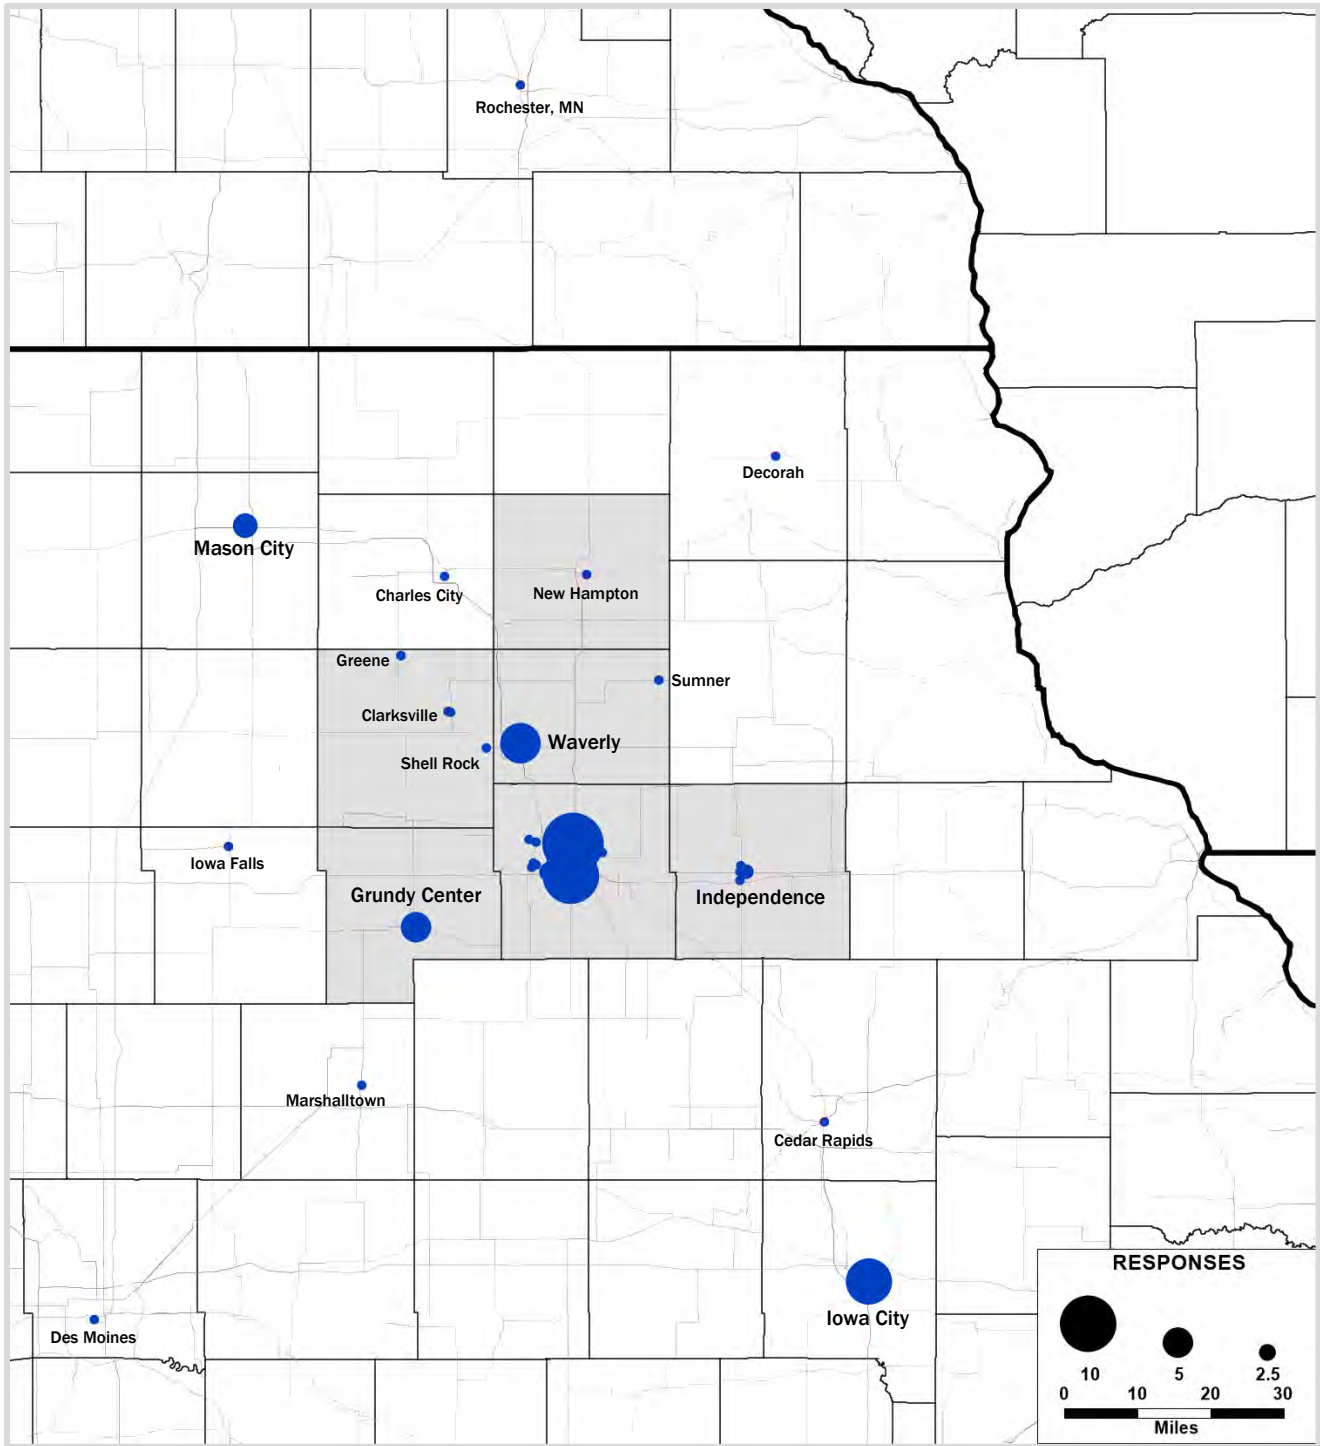 Rochester, MN
Decorah
Mason City
Charles City
New Hampton
Greene
Sumner
Clarksville
Waverly
Shell Rock
Iowa Falls
Grundy Center
Independence
Marshalltown
Cedar Rapids
Iowa City
Des Moines
RESPONSES
10 5 2.5
0 10 20 30
Miles